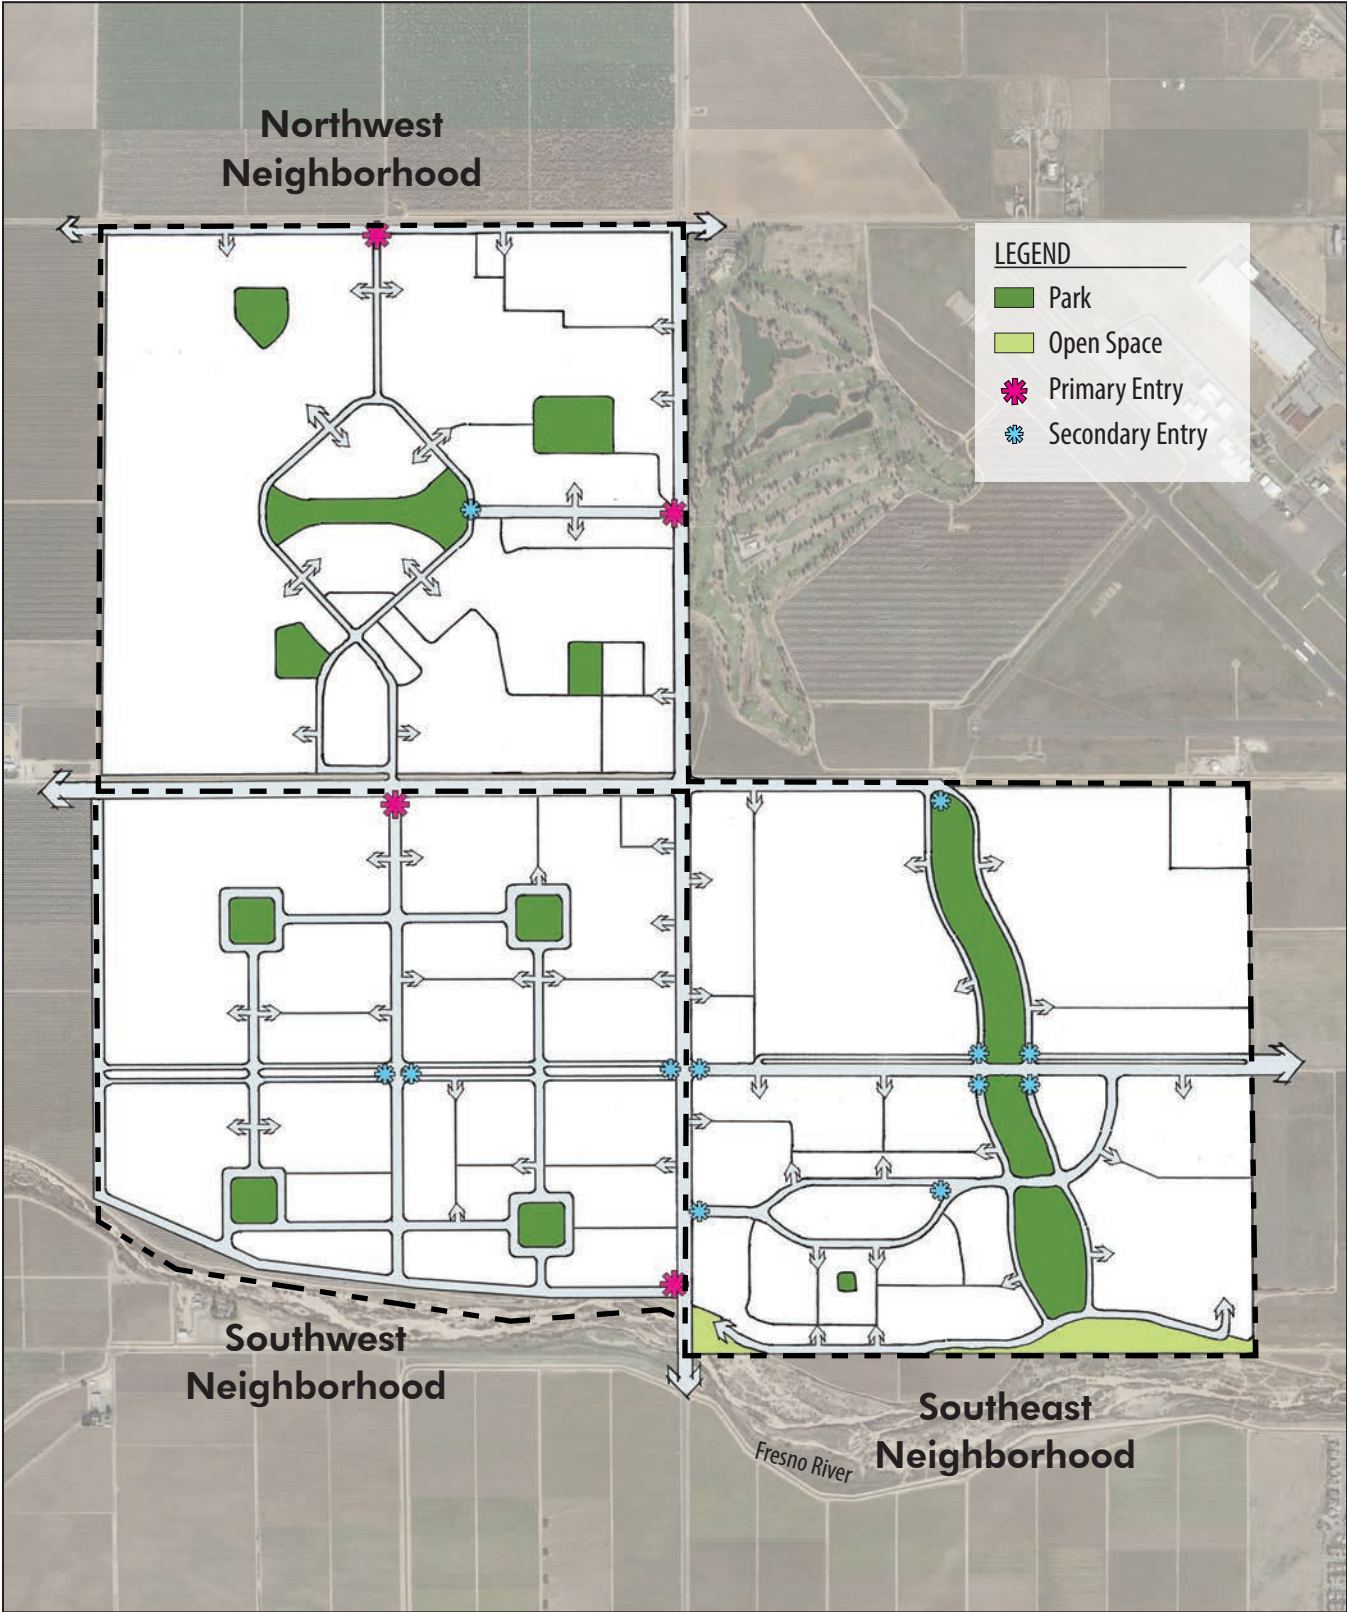 Northwest
Neighborhood
LEGEND
Park
Open Space
Primary Entry
Secondary Entry
Southwest
Neighborhood
Southeast
Neighborhood
Fresno River